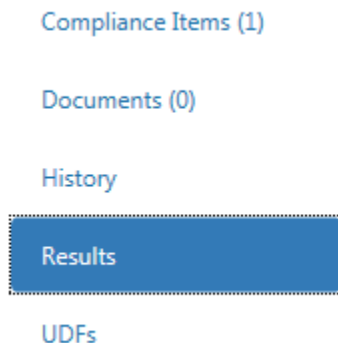 Compliance Items (1)
Documents (0)
History
Results
UDFs